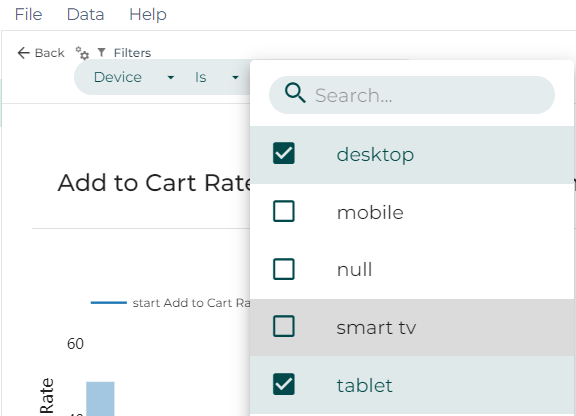 File Data Help
Back Filters
Device Is
Search...
desktop
Add to Cart Rate
mobile
null
start Add to Cart Ra
smart tv
60
tablet
Rate